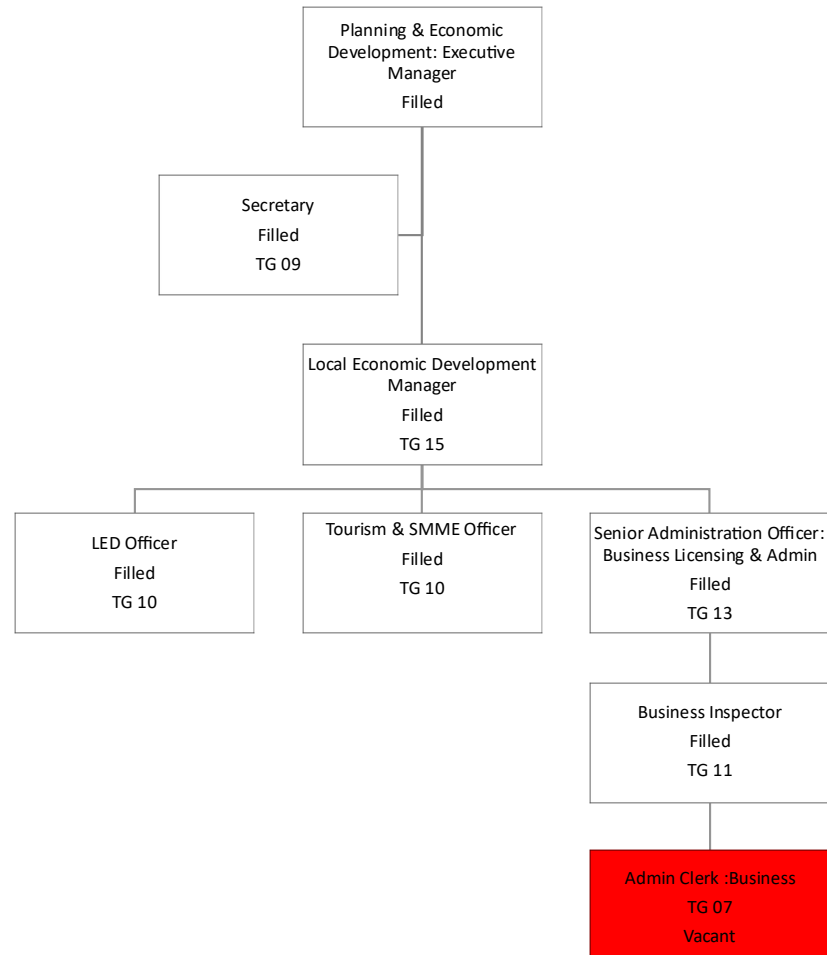 Planning & Economic
Development: Executive
Manager
Filled
Secretary
Filled
TG 09
Local Economic Development
Manager
Filled
TG 15
LED Officer
Filled
TG 10
Tourism & SMME Officer
Filled
TG 10
Senior Administration Officer:
Business Licensing & Admin
Filled
TG 13
Business Inspector
Filled
TG 11
Admin Clerk :Business
TG 07
Vacant